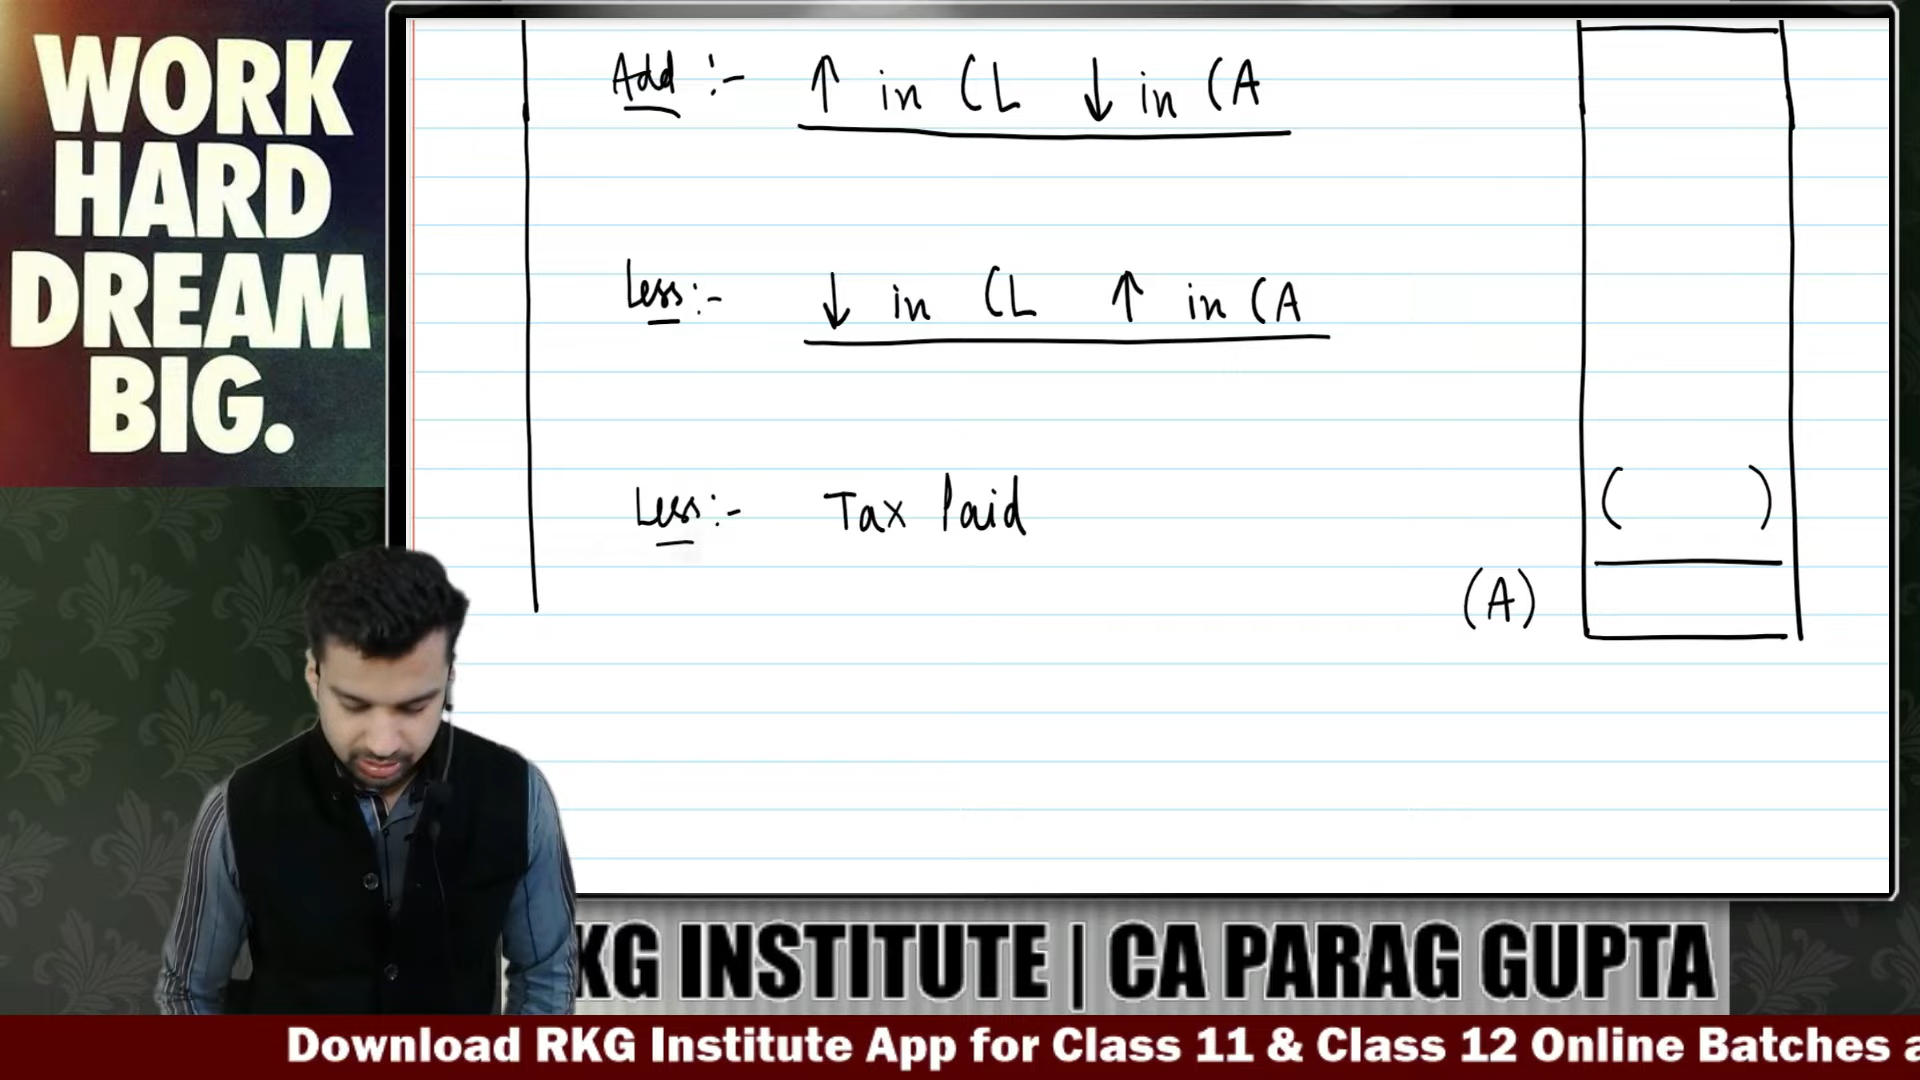 WORK
HARD
DREAM
BIG.
Add :- ↑ in CL ↓ in CA
Less :- ↓ in CL ↑ in CA
Less :- Tax Paid ( )
(A)
KG INSTITUTE | CA PARAG GUPTA
Download RKG Institute App for Class 11 & Class 12 Online Batches a